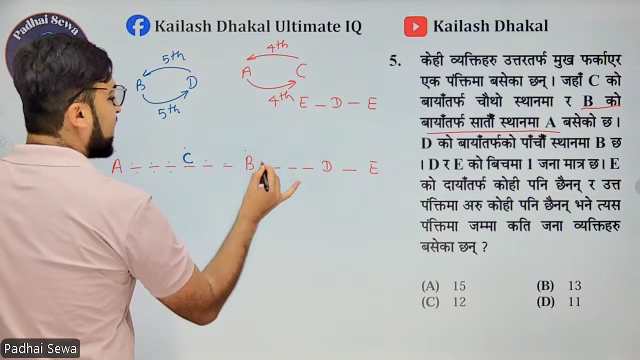 Padhai Sewa
Kailash Dhakal Ultimate IQ
Kailash Dhakal
5th
B D
5th
4th
A C
4th
E – D – E
A – – – C – – B – – – – D – E
5. केही व्यक्तिहरु उत्तरतर्फ मुख फर्काएर
एक पंक्तिमा बसेका छन् । जहाँ C को
बायाँतर्फ चौथो स्थानमा र B को
बायाँतर्फ सातौं स्थानमा A बसेको छ ।
D को बायाँतर्फको पाँचौँ स्थानमा B छ
। D र E को बिचमा 1 जना मात्र छ । E
को दायाँतर्फ कोही पनि छैनन् र उत्त
पंक्तिमा अरु कोही पनि छैनन् भने त्यस
पंक्तिमा जम्मा कति जना व्यक्तिहरु
बसेका छन् ?
(A) 15 (B) 13
(C) 12 (D) 11
Padhai Sewa